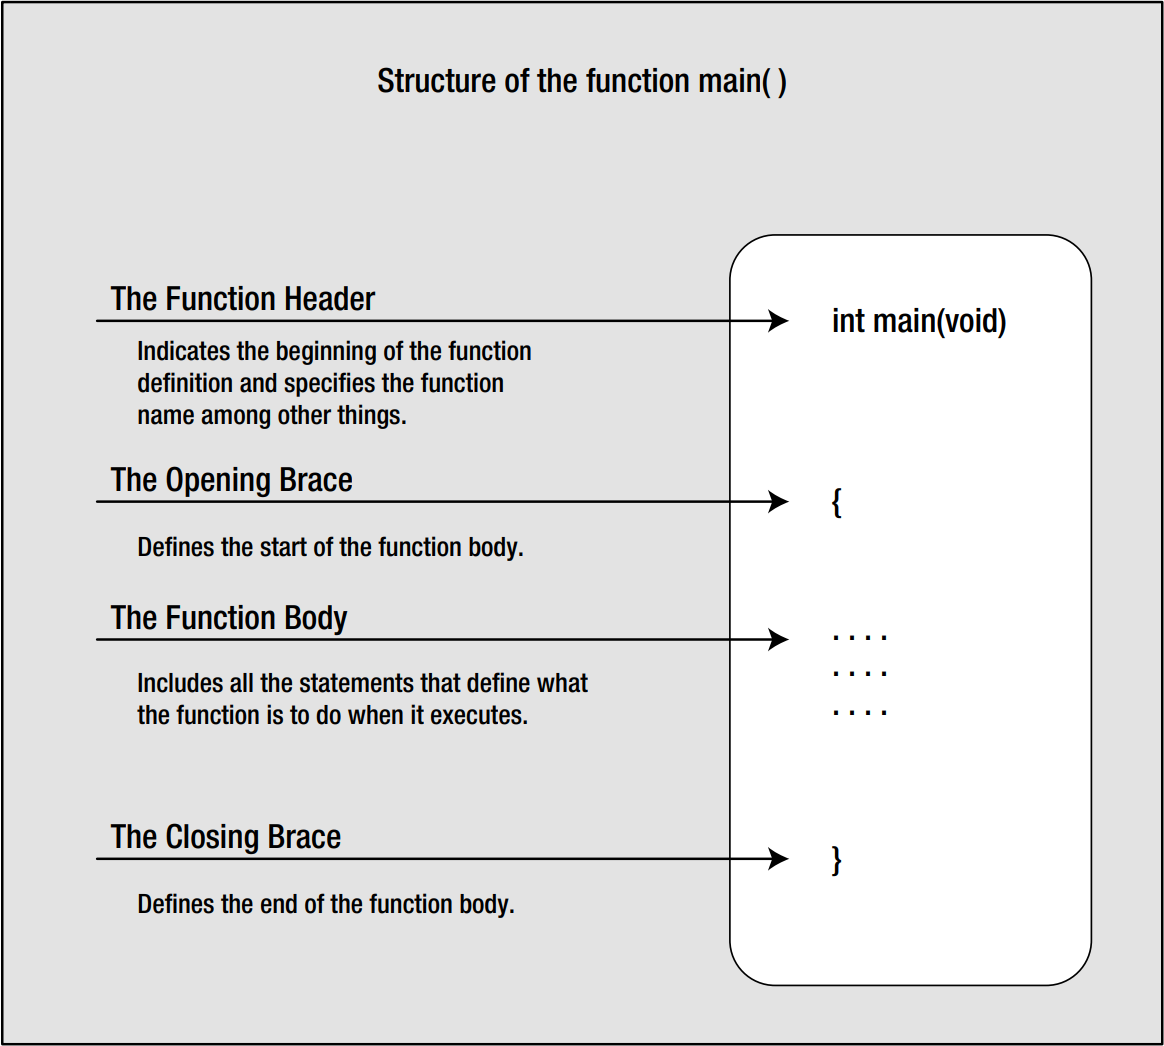 Structure of the function main( )
The Function Header
int main(void)
Indicates the beginning of the function
definition and specifies the function
name among other things.
The Opening Brace
{
Defines the start of the function body.
The Function Body
. . . .
Includes all the statements that define what
. . . .
the function is to do when it executes.
. . . .
The Closing Brace
}
Defines the end of the function body.